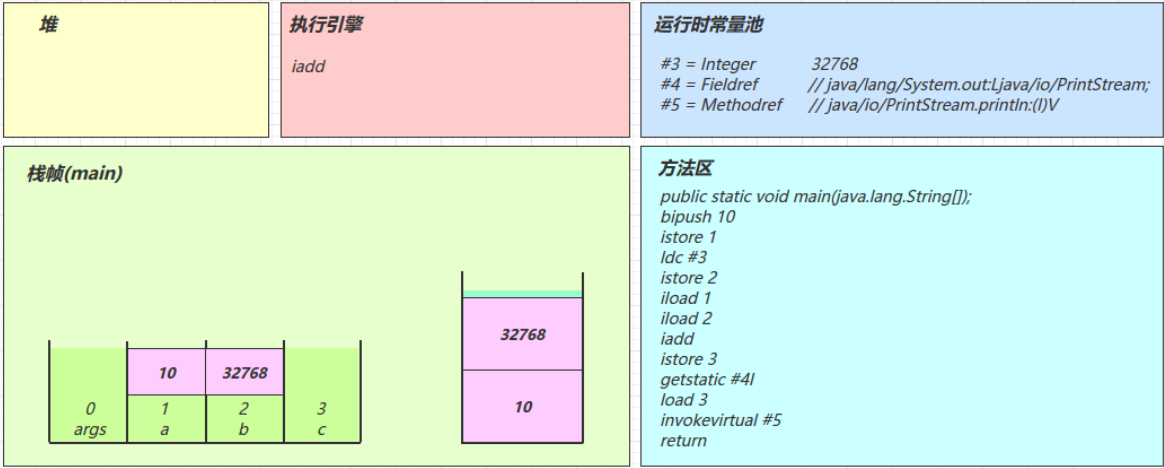 堆
执行引擎
iadd
运行时常量池
#3 = Integer 32768
#4 = Fieldref // java/lang/System.out:Ljava/io/PrintStream;
#5 = Methodref // java/io/PrintStream.println:(I)V
栈帧(main)
32768
10
10 32768
0 1 2 3
args a b c
方法区
public static void main(java.lang.String[]);
bipush 10
istore 1
ldc #3
istore 2
iload 1
iload 2
iadd
istore 3
getstatic #4I
load 3
invokevirtual #5
return